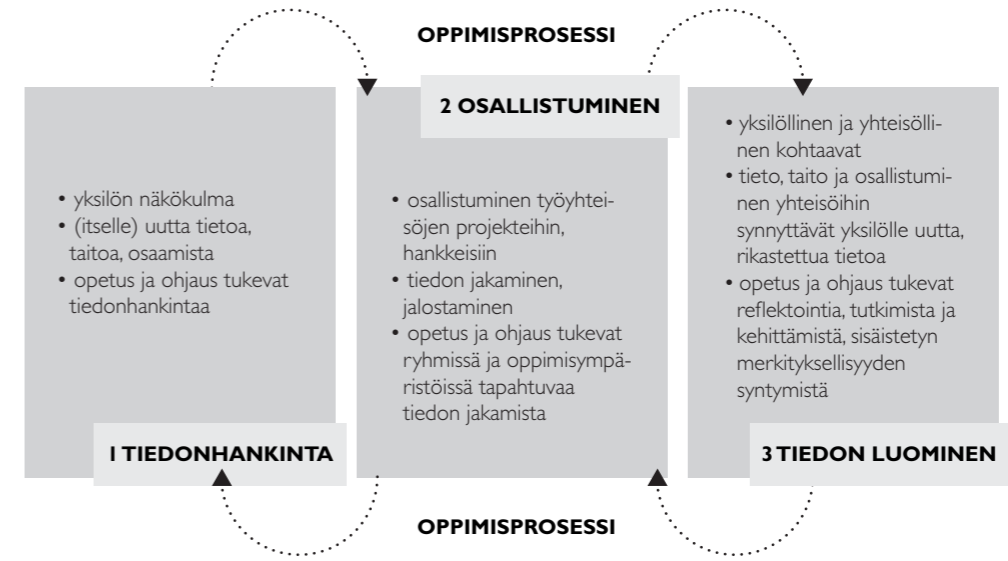 OPPIMISPROSESSI
• yksilön näkökulma
• (itselle) uutta tietoa,
taitoa, osaamista
• opetus ja ohjaus tukevat
tiedonhankintaa
1 TIEDONHANKINTA
2 OSALLISTUMINEN
• osallistuminen työyhtei-
söjen projekteihin,
hankkeisiin
• tiedon jakaminen,
jalostaminen
• opetus ja ohjaus tukevat
ryhmissä ja oppimisympä-
ristöissä tapahtuvaa
tiedon jakamista
• yksilöllinen ja yhteisölli-
nen kohtaavat
• tieto, taito ja osallistumi-
nen yhteisöihin
synnyttävät yksilölle uutta,
rikastettua tietoa
• opetus ja ohjaus tukevat
reflektointia, tutkimista ja
kehittämistä, sisäistetyn
merkityksellisyyden
syntymistä
3 TIEDON LUOMINEN
OPPIMISPROSESSI